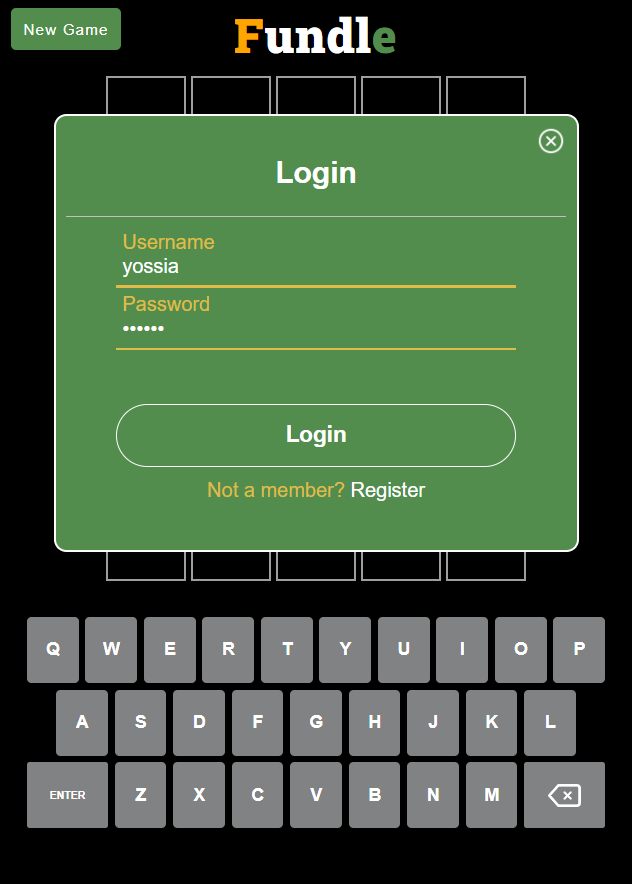 New Game
Fundle
Login
Username
yossia
Password
••••••
Login
Not a member? Register
Q W E R T Y U I O P
A S D F G H J K L
ENTER Z X C V B N M